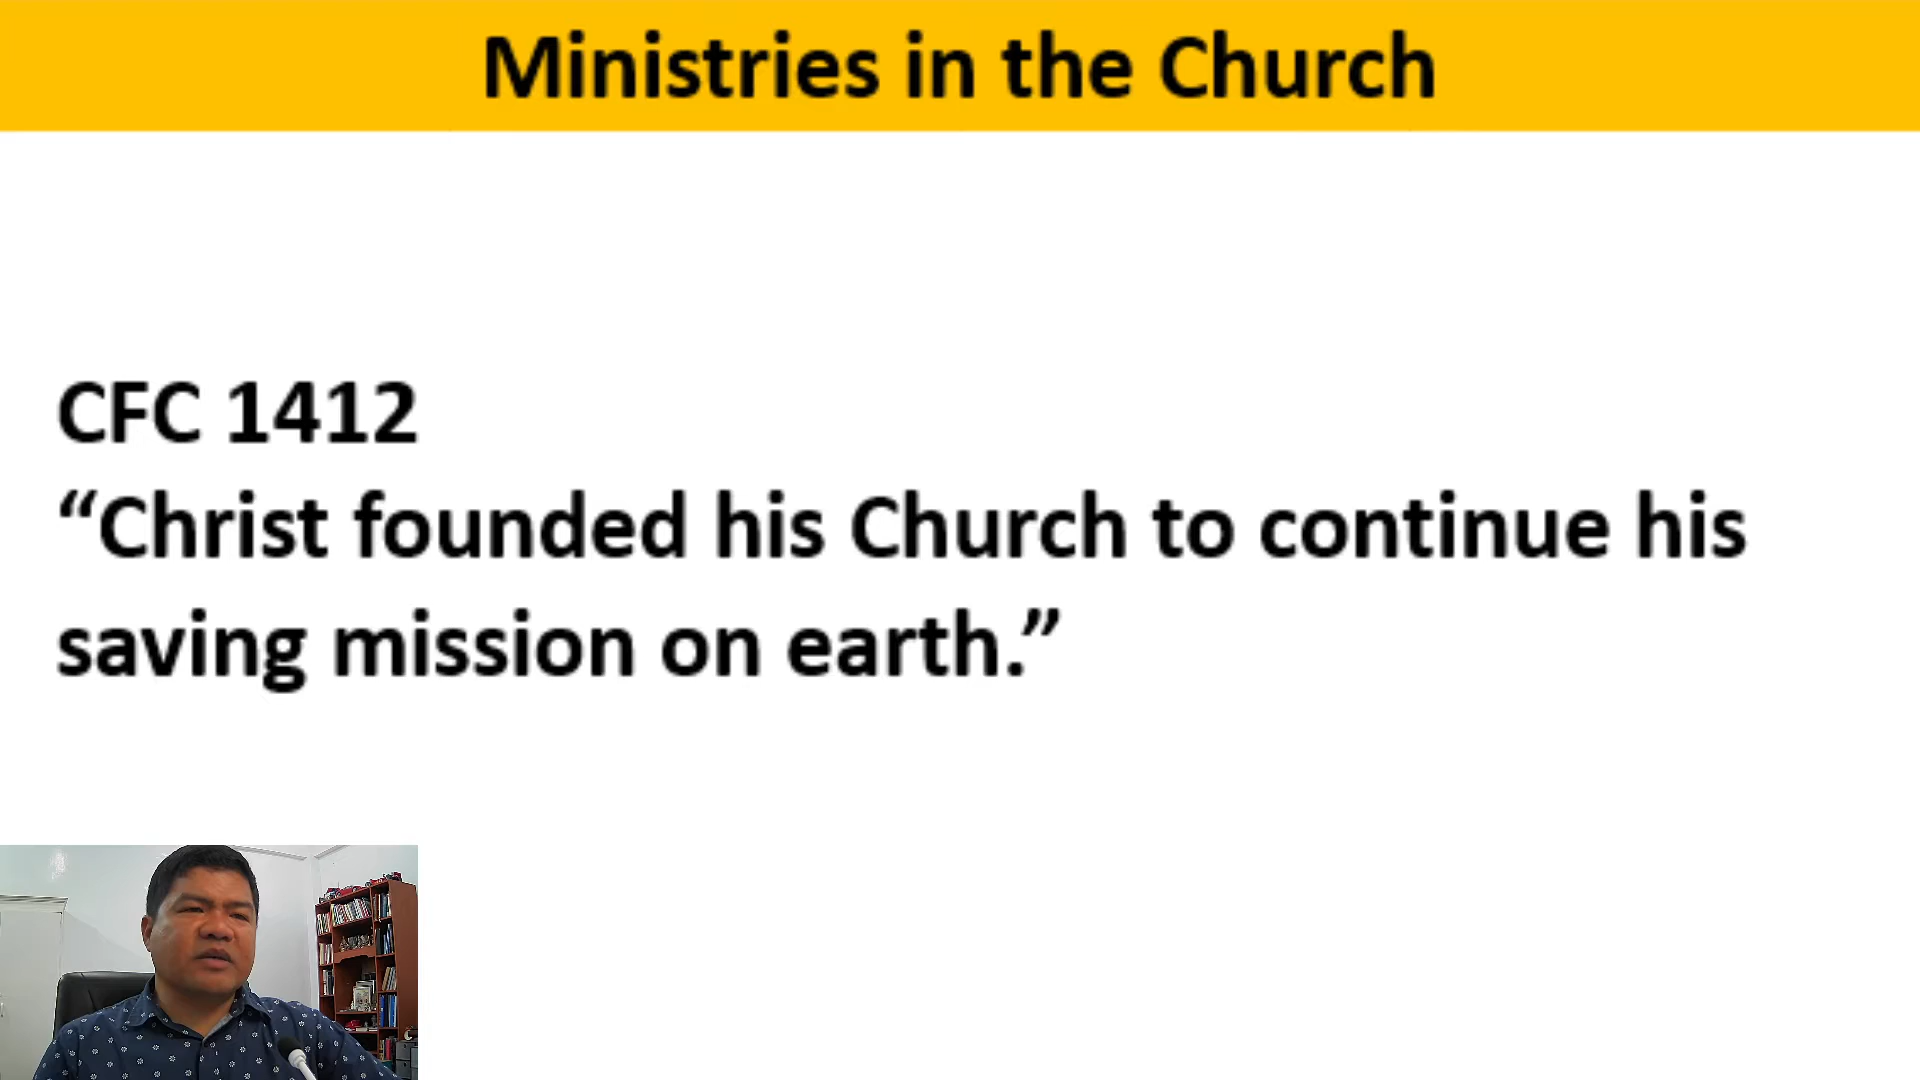 Ministries in the Church
CFC 1412
“Christ founded his Church to continue his
saving mission on earth.”